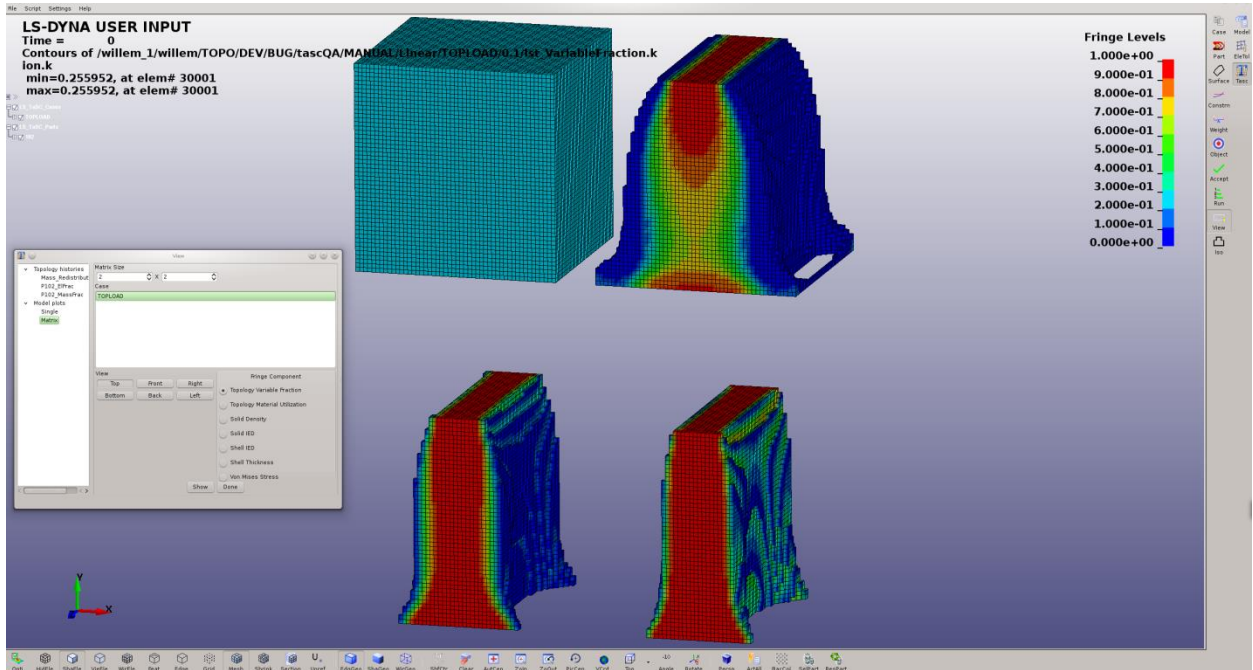 File Script Settings Help
LS-DYNA USER INPUT
Time = 0
Contours of /willem_1/willem/TOPO/DEV/BUG/tascQA/MANUAL/Linear/TOPLOAD/0.1/lst_VariableFraction.k
ion.k
min=0.255952, at elem# 30001
max=0.255952, at elem# 30001
Fringe Levels
1.000e+00
9.000e-01
8.000e-01
7.000e-01
6.000e-01
5.000e-01
4.000e-01
3.000e-01
2.000e-01
1.000e-01
0.000e+00
Case Model
Part EleTol
Surface Tasc
Constrn
Weight
Object
Accept
Run
View
Iso
View
Topology histories
Mass_Redistribut
P102_ElFrac
P102_MassFrac
Model plots
Single
Matrix
Matrix Size
2 X 2
Case
TOPLOAD
View
Top Front Right
Bottom Back Left
Fringe Component
Topology Variable Fraction
Topology Material Utilization
Solid Density
Solid IED
Shell IED
Shell Thickness
Von Mises Stress
Show Done
Y
X